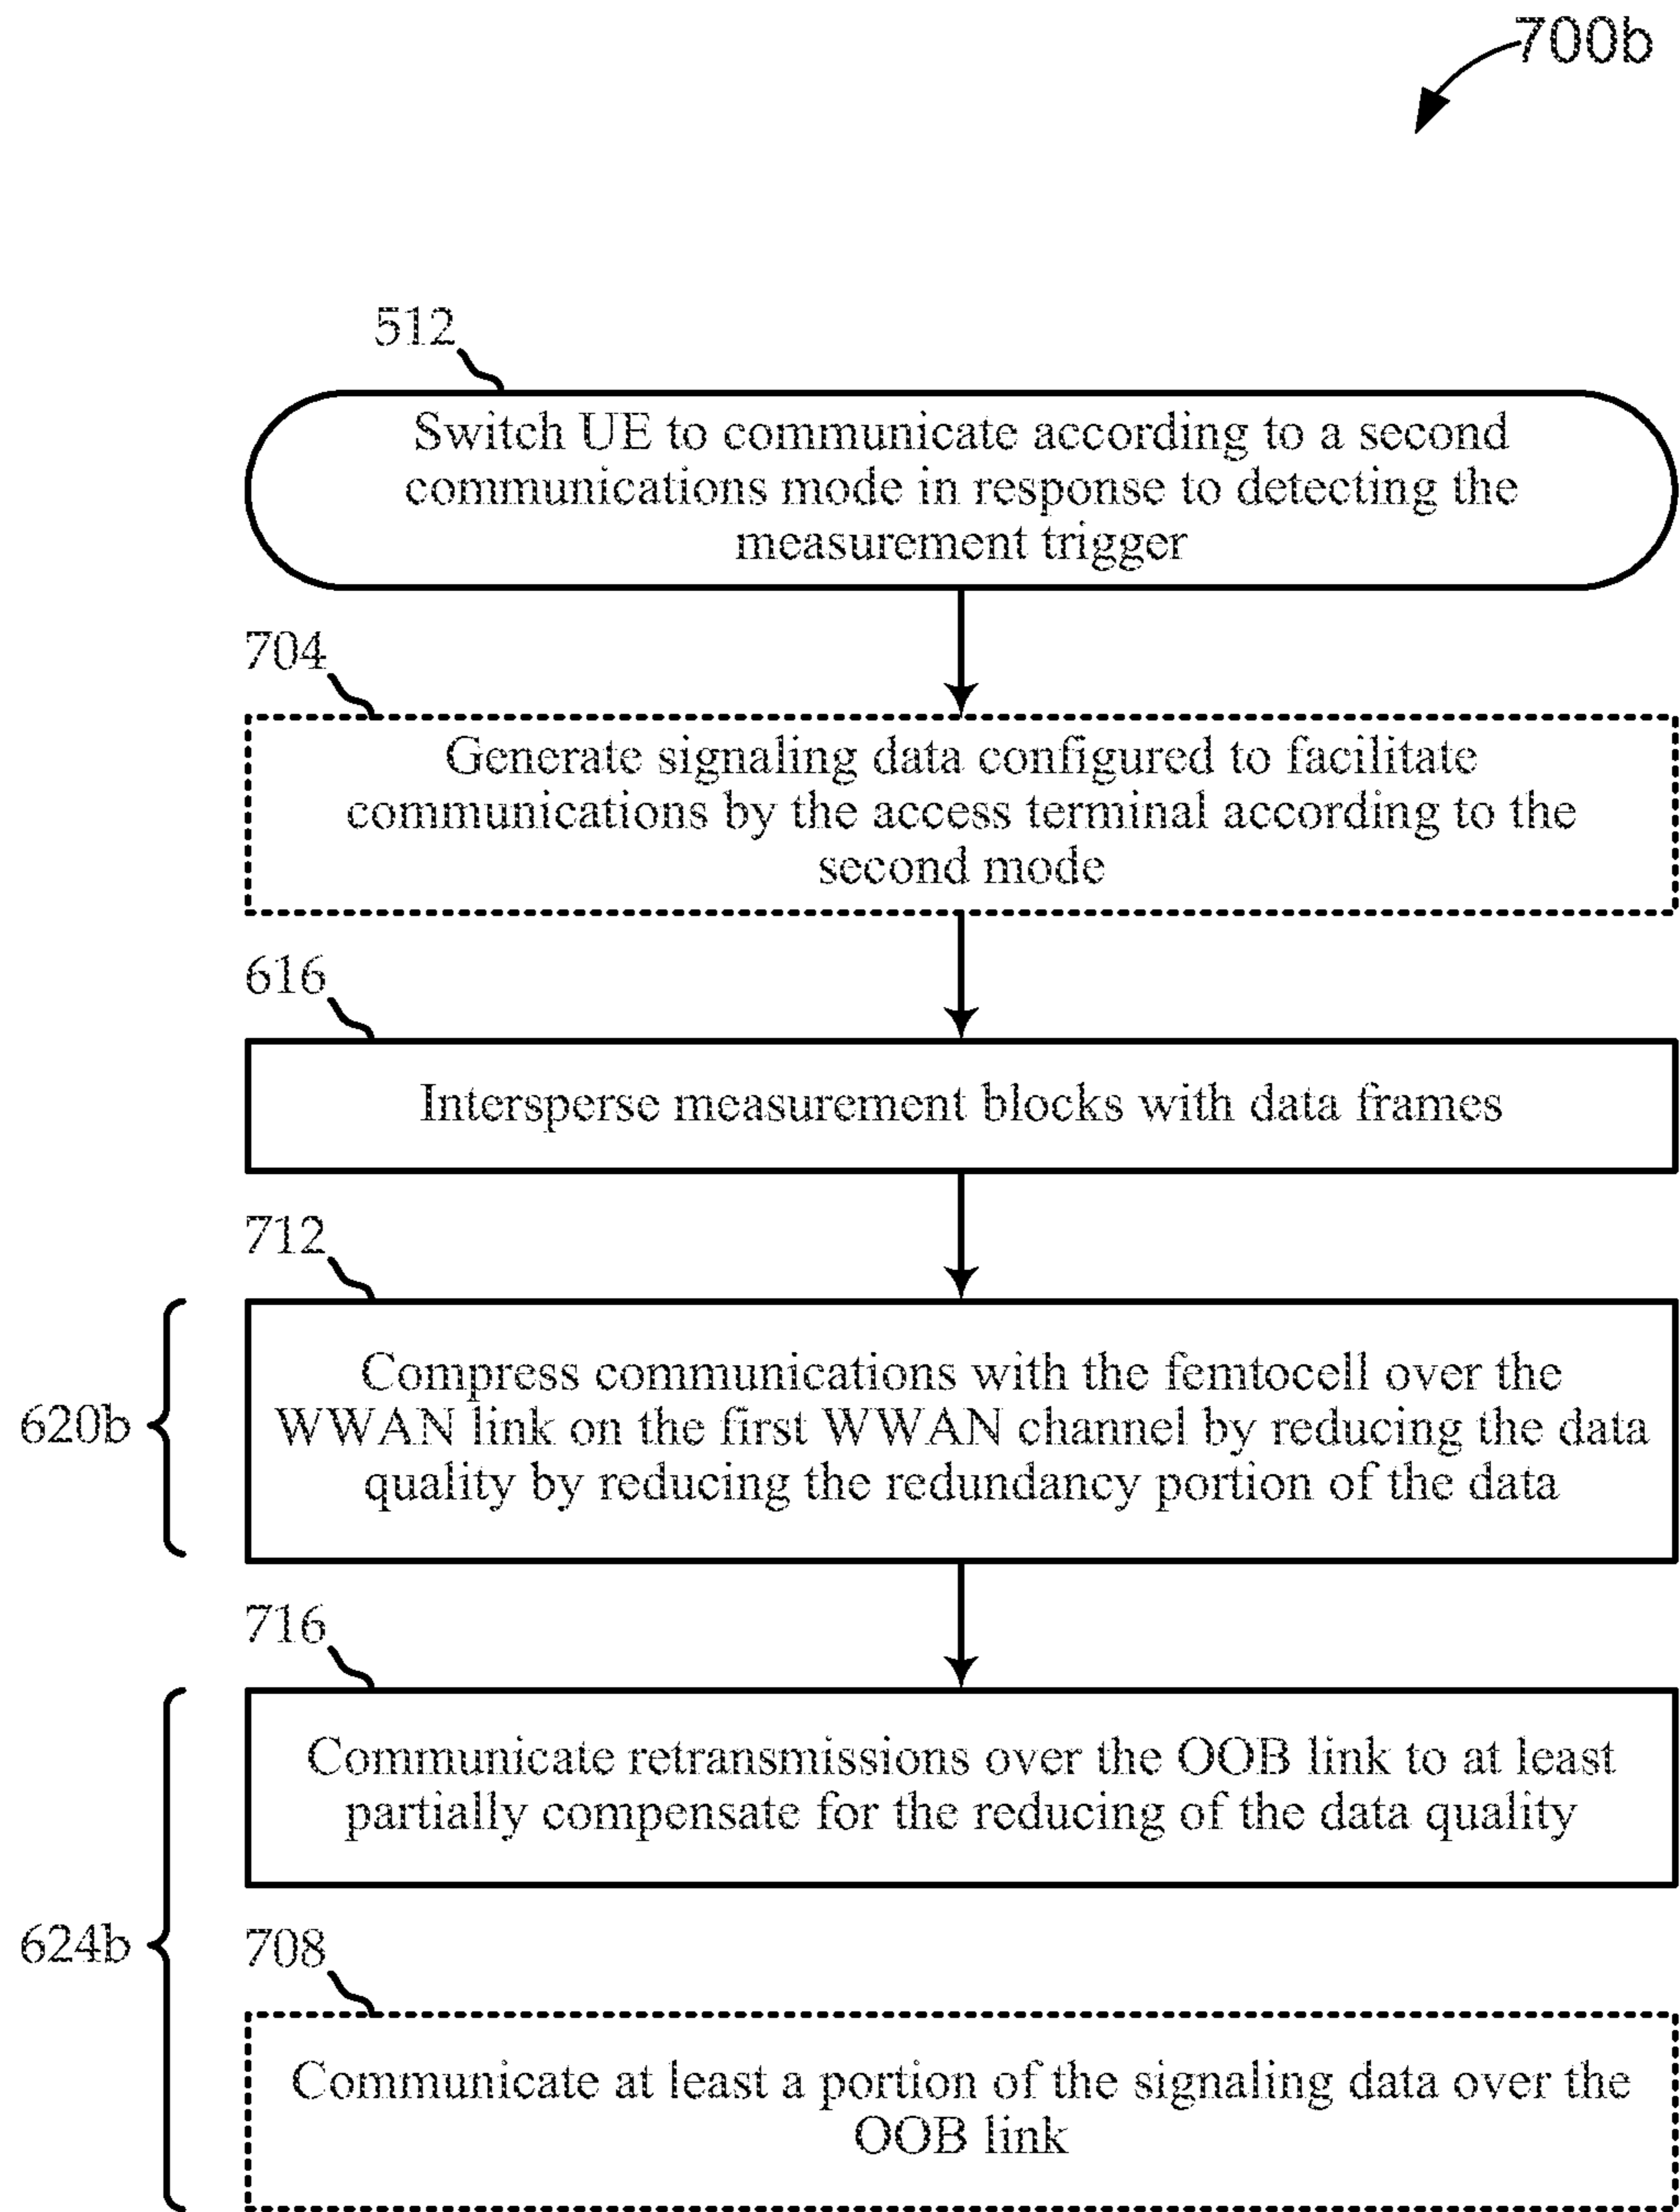 700b
512
Switch UE to communicate according to a second
communications mode in response to detecting the
measurement trigger
704
Generate signaling data configured to facilitate
communications by the access terminal according to the
second mode
616
Intersperse measurement blocks with data frames
712
620b
Compress communications with the femtocell over the
WWAN link on the first WWAN channel by reducing the data
quality by reducing the redundancy portion of the data
716
Communicate retransmissions over the OOB link to at least
partially compensate for the reducing of the data quality
624b
708
Communicate at least a portion of the signaling data over the
OOB link